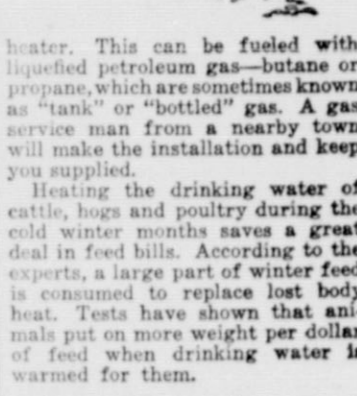 heater. This can be fueled with
liquefied petroleum gas—butane or
propane, which are sometimes known
as "tank" or "bottled" gas. A gas
service man from a nearby town
will make the installation and keep
you supplied.
Heating the drinking water of
cattle, hogs and poultry during the
cold winter months saves a great
deal in feed bills. According to the
experts, a large part of winter feed
is consumed to replace lost body
heat. Tests have shown that ani-
mals put on more weight per dollar
of feed when drinking water is
warmed for them.